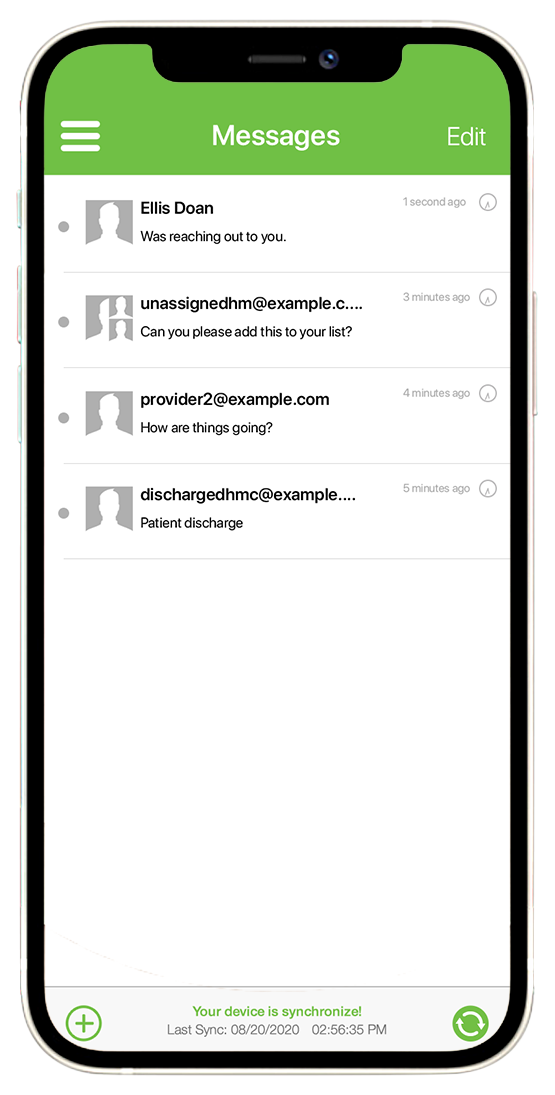 Messages
Edit
Ellis Doan
1 second ago
Was reaching out to you.
unassignedhm@example.c....
3 minutes ago
Can you please add this to your list?
provider2@example.com
4 minutes ago
How are things going?
dischargedhmc@example....
5 minutes ago
Patient discharge
Your device is synchronize!
Last Sync: 08/20/2020 02:56:35 PM